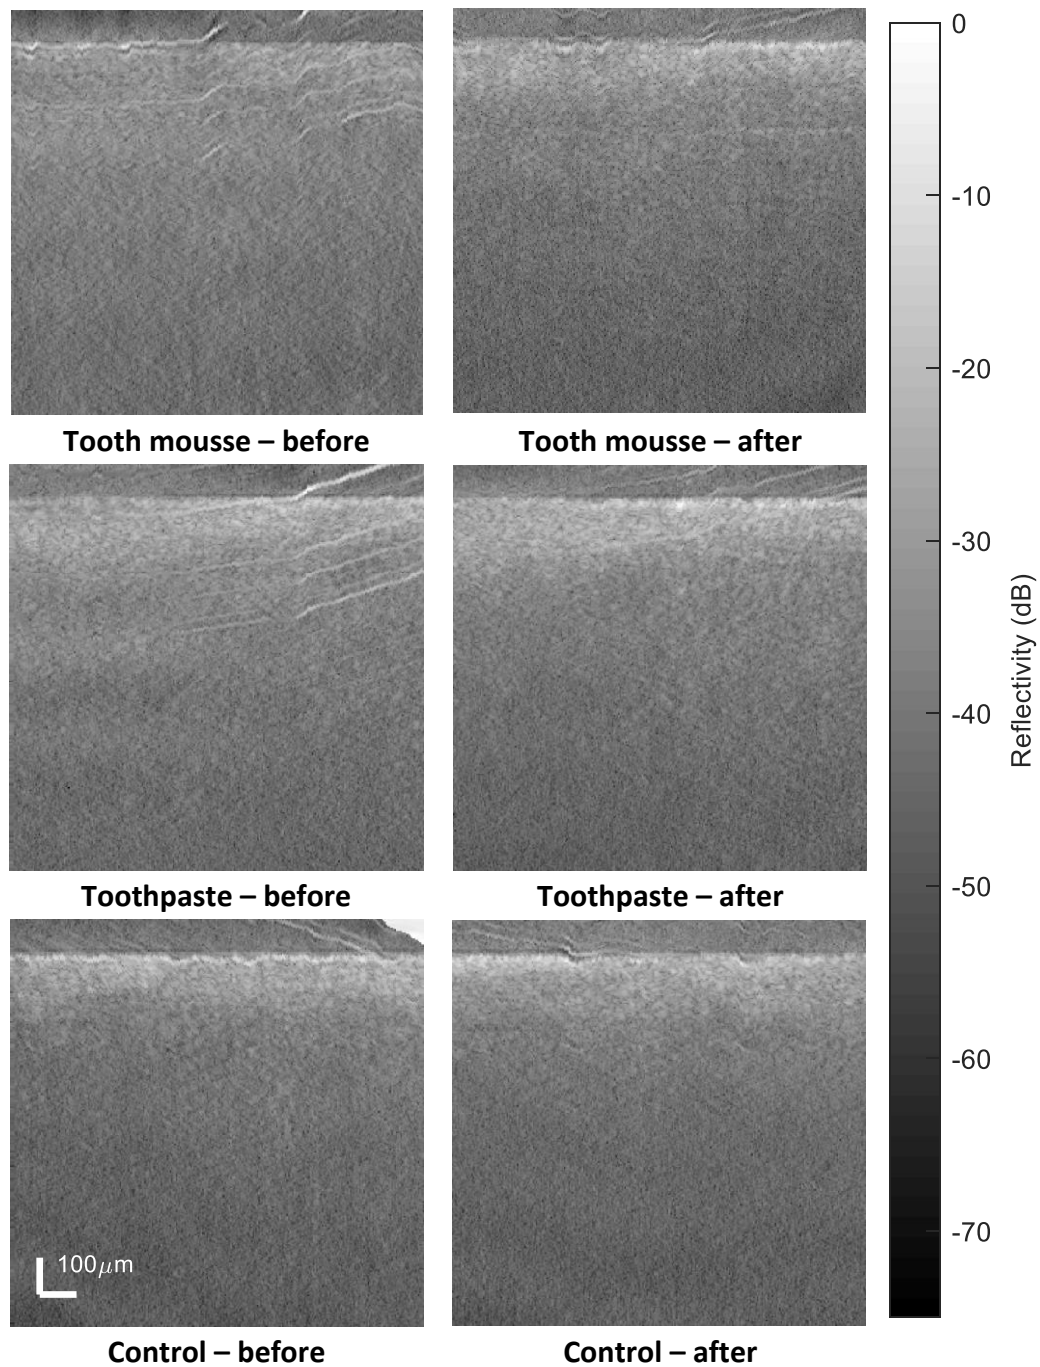 0
-10
-20
-30
-40
-50
-60
-70
Reflectivity (dB)
Tooth mousse – before
Tooth mousse – after
Toothpaste – before
Toothpaste – after
100μm
Control – before
Control – after